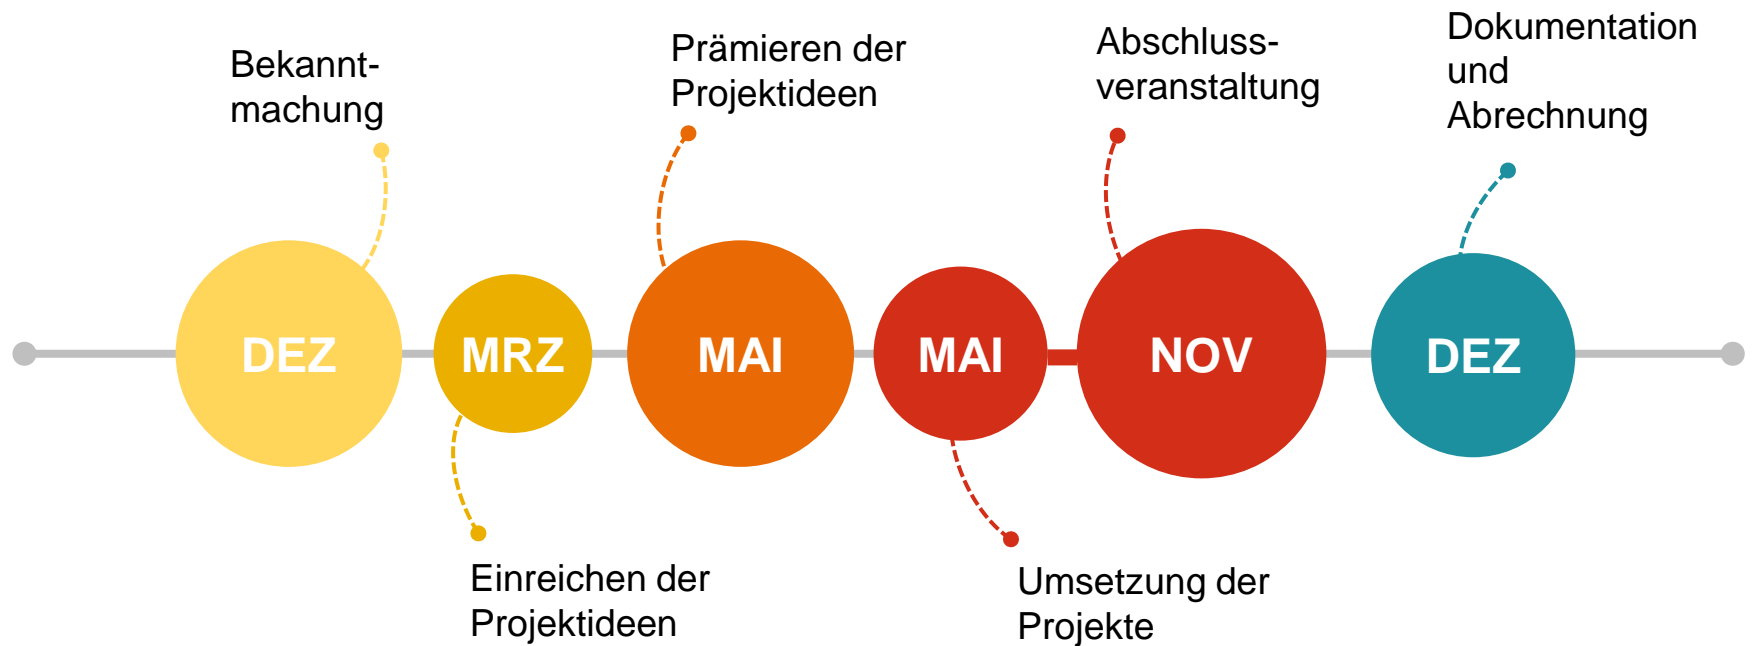 Bekannt-
machung
Prämieren der
Projektideen
Abschluss-
veranstaltung
Dokumentation
und
Abrechnung
DEZ
MRZ
MAI
MAI
NOV
DEZ
Einreichen der
Projektideen
Umsetzung der
Projekte